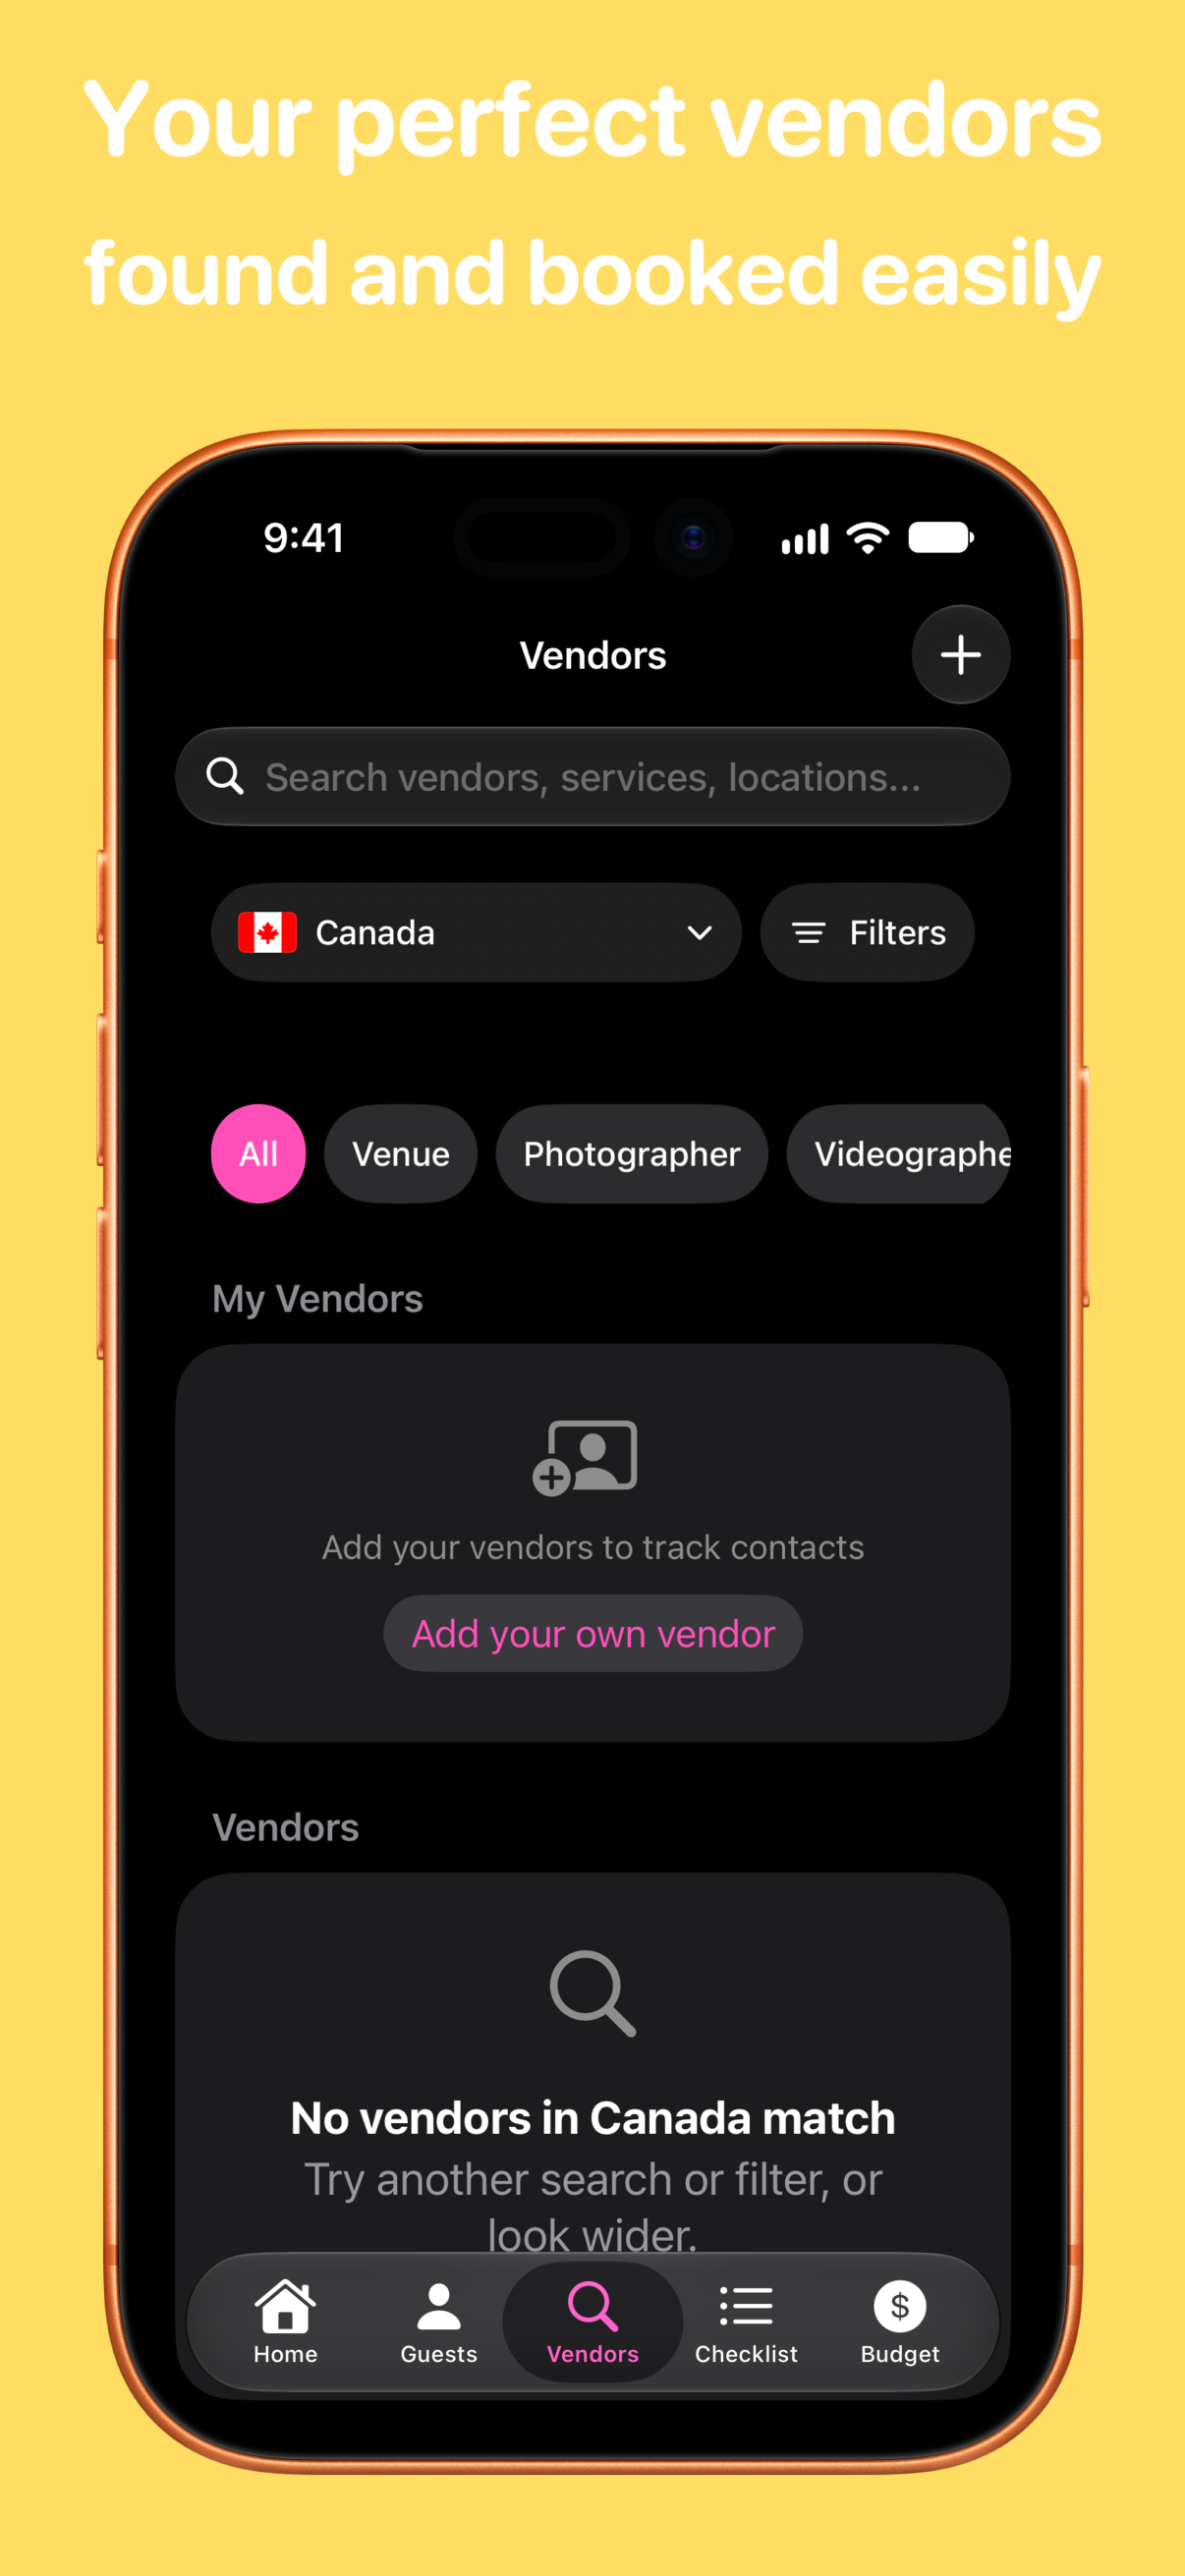 Your perfect vendors
found and booked easily
9:41
Vendors
Search vendors, services, locations...
Canada
Filters
All
Venue
Photographer
Videographe
My Vendors
Add your vendors to track contacts
Add your own vendor
Vendors
No vendors in Canada match
Try another search or filter, or
look wider.
Home
Guests
Vendors
Checklist
Budget